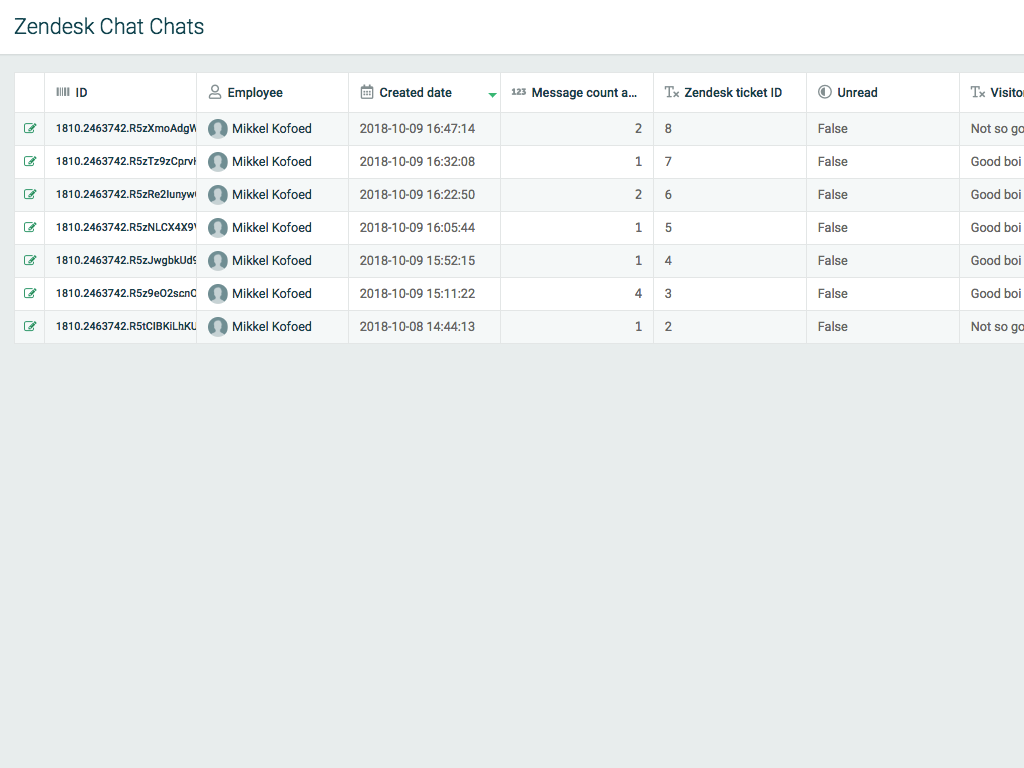 Zendesk Chat Chats
ID Employee Created date 123 Message count a... Zendesk ticket ID Unread Visito
1810.2463742.R5zXmoAdgW Mikkel Kofoed 2018-10-09 16:47:14 2 8 False Not so go
1810.2463742.R5zTz9zCprvH Mikkel Kofoed 2018-10-09 16:32:08 1 7 False Good boi
1810.2463742.R5zRe2Iunyw Mikkel Kofoed 2018-10-09 16:22:50 2 6 False Good boi
1810.2463742.R5zNLCX4X9 Mikkel Kofoed 2018-10-09 16:05:44 1 5 False Good boi
1810.2463742.R5zJwgbkUd9 Mikkel Kofoed 2018-10-09 15:52:15 1 4 False Good boi
1810.2463742.R5z9eO2scnO Mikkel Kofoed 2018-10-09 15:11:22 4 3 False Good boi
1810.2463742.R5tCIBKiLhKU Mikkel Kofoed 2018-10-08 14:44:13 1 2 False Not so go